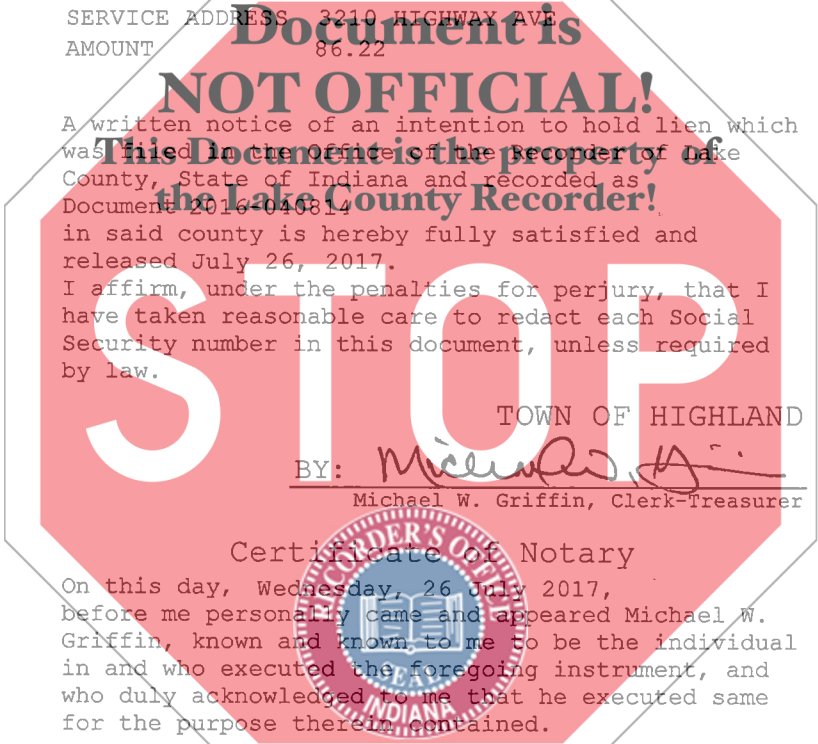 SERVICE ADDRESS 3210 HIGHWAY AVE
Document is
AMOUNT 86.22
NOT OFFICIAL!
A written notice of an intention to hold lien which
was filed in the Office of the Recorder of Lake
This Document is the property of
County, State of Indiana and recorded as
the Lake County Recorder!
Document 2016-040814
in said county is hereby fully satisfied and
released July 26, 2017.
I affirm, under the penalties for perjury, that I
have taken reasonable care to redact each Social
Security number in this document, unless required
by law.
STOP
TOWN OF HIGHLAND
BY: Michael W. Griffin
Michael W. Griffin, Clerk-Treasurer
RECORDER'S OFFICE
Certificate of Notary
On this day, Wednesday, 26 July 2017,
before me personally came and appeared Michael W.
Griffin, known and known to me to be the individual
in and who executed the foregoing instrument, and
SEAL
who duly acknowledged to me that he executed same
INDIANA
for the purpose therein contained.